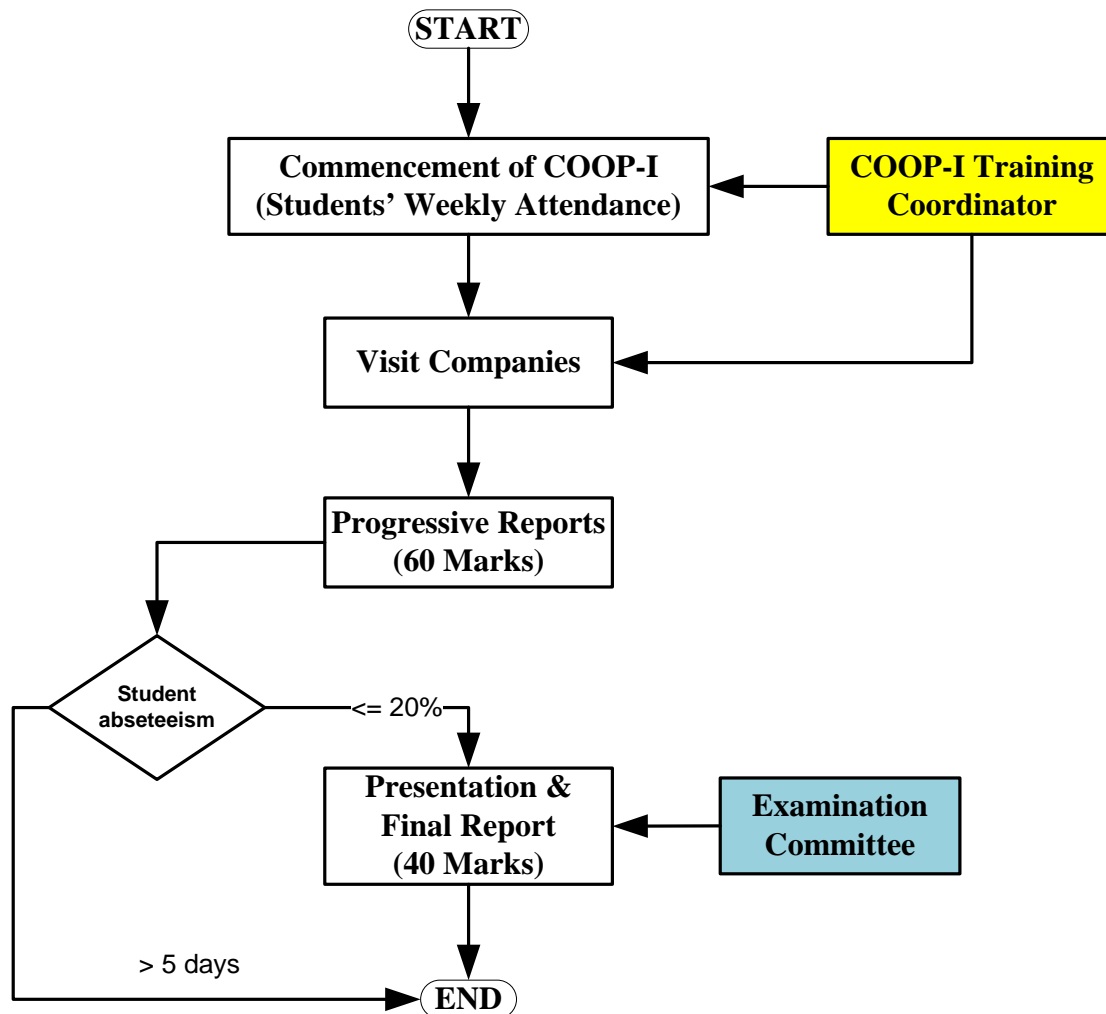 START
Commencement of COOP-I
(Students’ Weekly Attendance)
COOP-I Training
Coordinator
Visit Companies
Progressive Reports
(60 Marks)
Student
abseteeism
<= 20%
Presentation &
Final Report
(40 Marks)
Examination
Committee
> 5 days
END